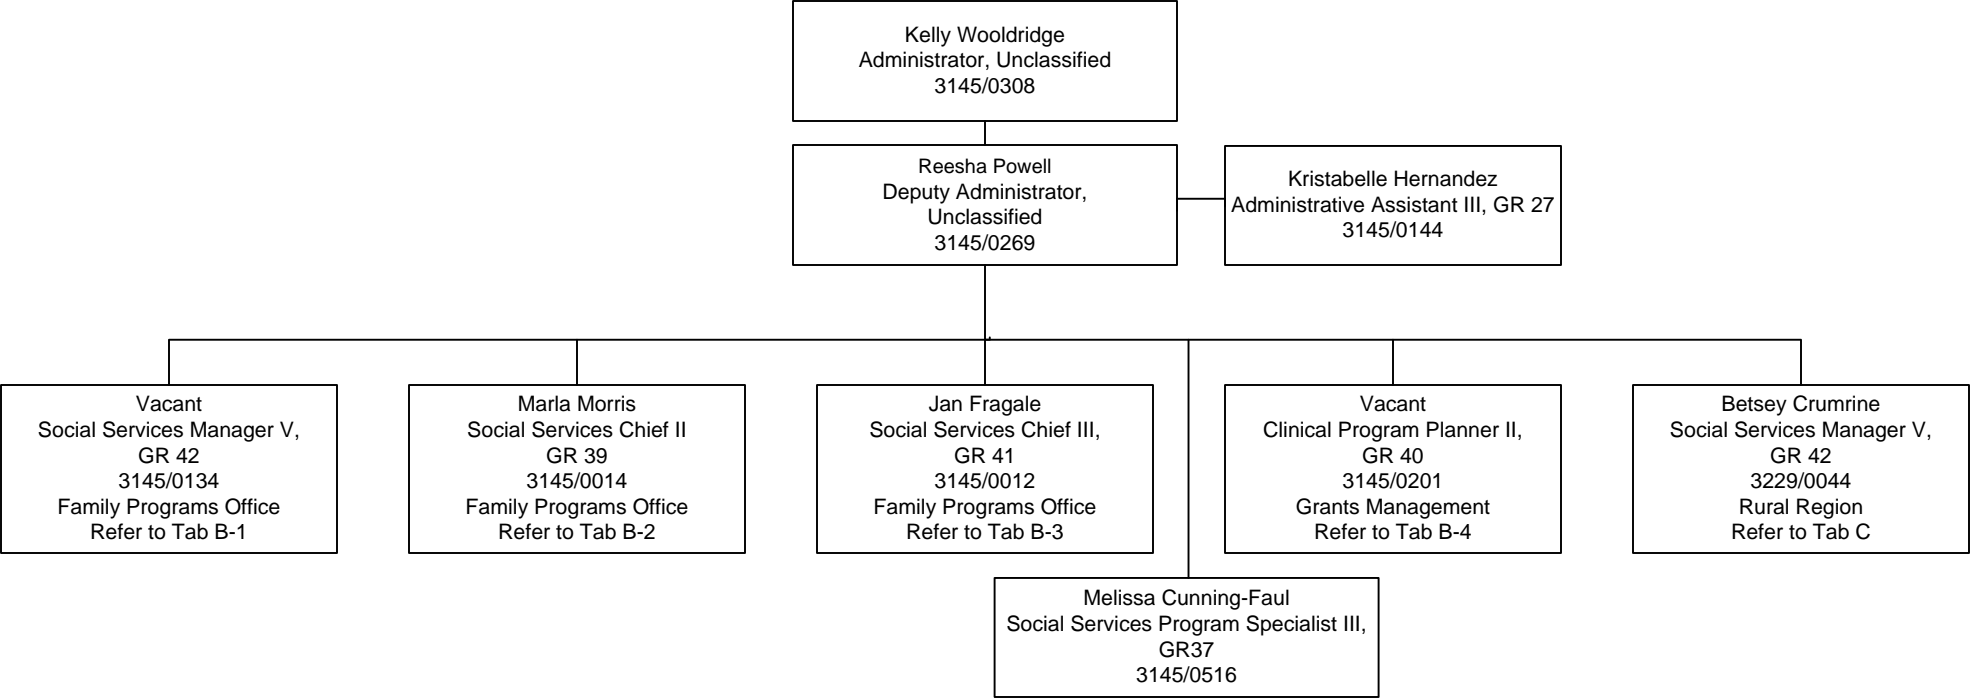 Kelly Wooldridge
Administrator, Unclassified
3145/0308
Reesha Powell
Deputy Administrator,
Unclassified
3145/0269
Kristabelle Hernandez
Administrative Assistant III, GR 27
3145/0144
Vacant
Social Services Manager V,
GR 42
3145/0134
Family Programs Office
Refer to Tab B-1
Marla Morris
Social Services Chief II
GR 39
3145/0014
Family Programs Office
Refer to Tab B-2
Jan Fragale
Social Services Chief III,
GR 41
3145/0012
Family Programs Office
Refer to Tab B-3
Vacant
Clinical Program Planner II,
GR 40
3145/0201
Grants Management
Refer to Tab B-4
Betsey Crumrine
Social Services Manager V,
GR 42
3229/0044
Rural Region
Refer to Tab C
Melissa Cunning-Faul
Social Services Program Specialist III,
GR37
3145/0516